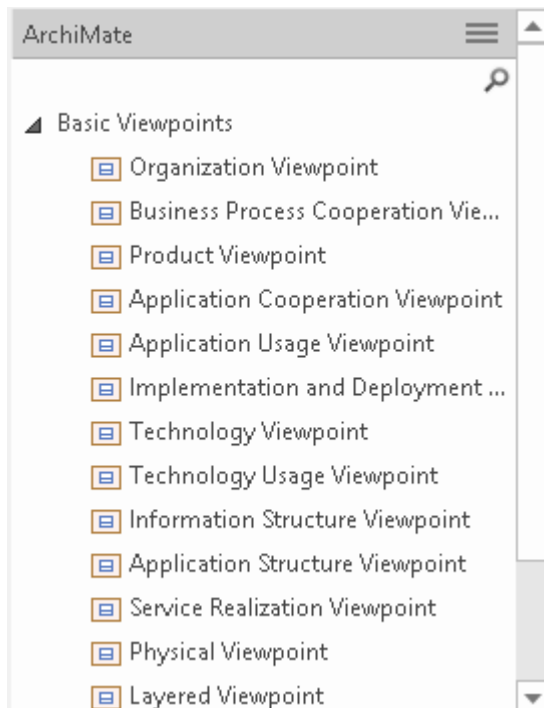 ArchiMate
Basic Viewpoints
Organization Viewpoint
Business Process Cooperation Vie...
Product Viewpoint
Application Cooperation Viewpoint
Application Usage Viewpoint
Implementation and Deployment ...
Technology Viewpoint
Technology Usage Viewpoint
Information Structure Viewpoint
Application Structure Viewpoint
Service Realization Viewpoint
Physical Viewpoint
Layered Viewpoint